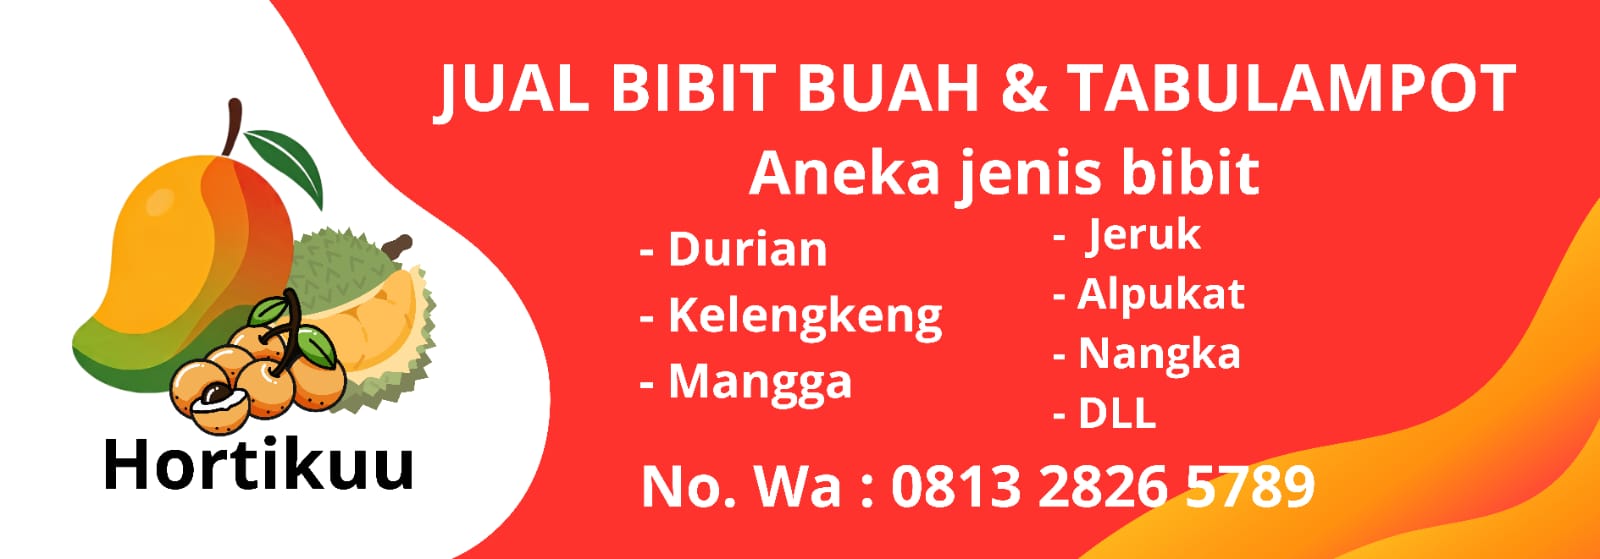 JUAL BIBIT BUAH & TABULAMPOT
Aneka jenis bibit
- Durian
- Kelengkeng
- Mangga
- Jeruk
- Alpukat
- Nangka
- DLL
No. Wa : 0813 2826 5789
Hortikuu